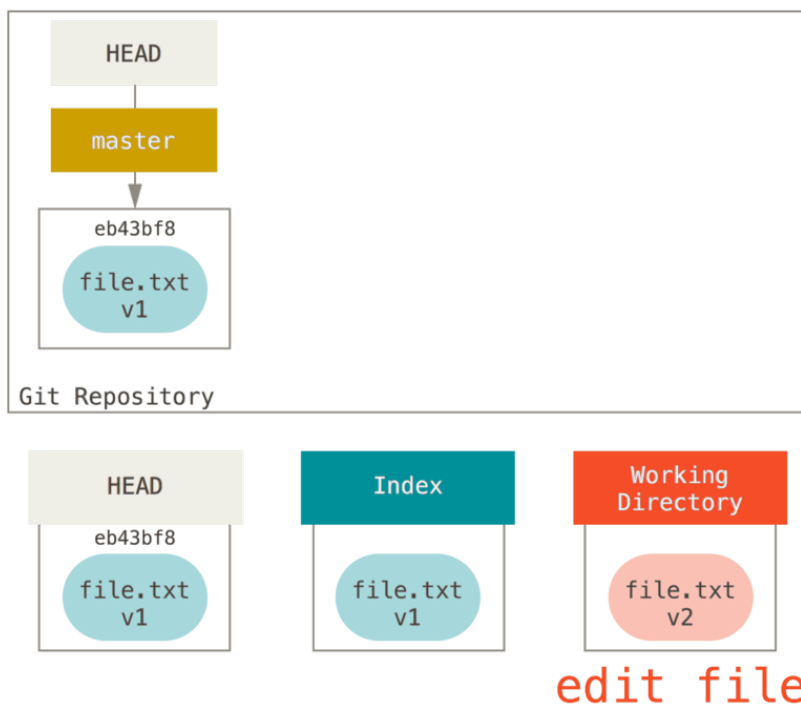 HEAD
master
eb43bf8
file.txt
v1
Git Repository
HEAD
Index
Working
Directory
eb43bf8
file.txt
v1
file.txt
v1
file.txt
v2
edit file